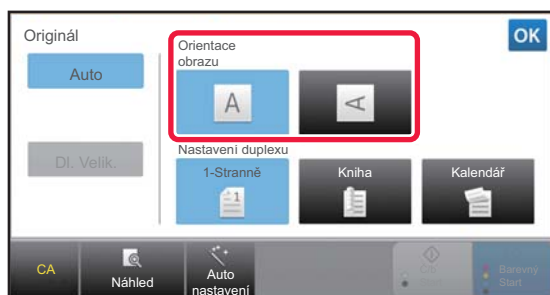 Originál
OK
Orientace
obrazu
Auto
A
A
Nastavení duplexu
Dl. Velik.
1-Stranně
Kniha
Kalendář
1
CA
Náhled
Auto
nastavení
Barevný
Start